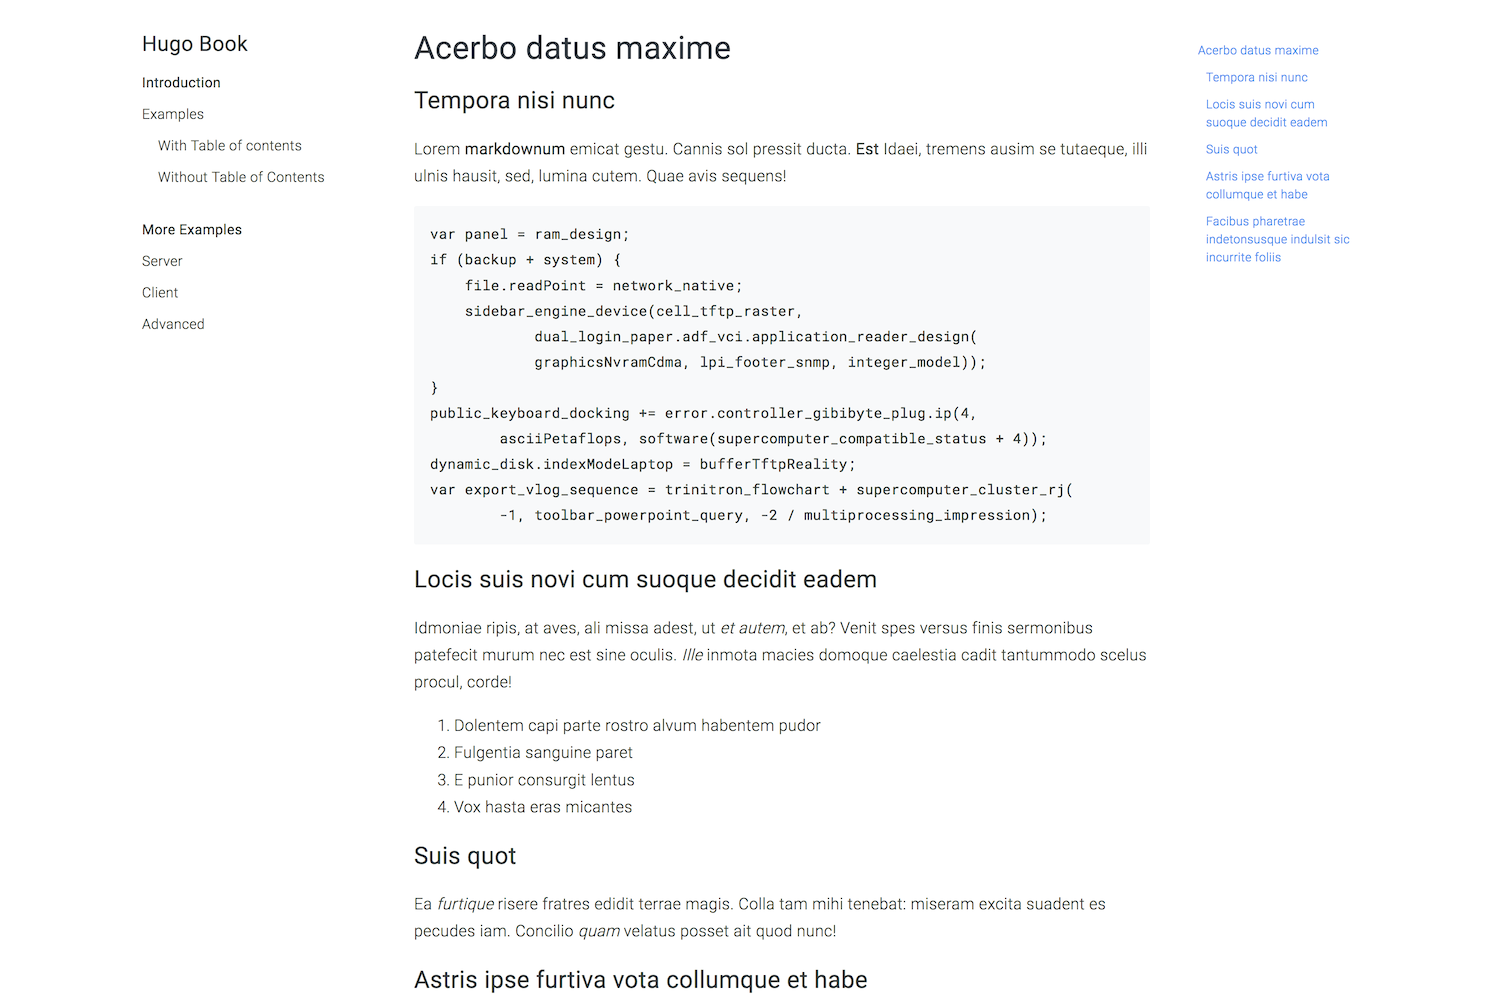 Hugo Book
Introduction
Examples
With Table of contents
Without Table of Contents
More Examples
Server
Client
Advanced
Acerbo datus maxime
Tempora nisi nunc
Lorem markdownum emicat gestu. Cannis sol pressit ducta. Est Idaei, tremens ausim se tutaeque, illi
ulnis hausit, sed, lumina cutem. Quae avis sequens!
var panel = ram_design;
if (backup + system) {
    file.readPoint = network_native;
    sidebar_engine_device(cell_tftp_raster,
            dual_login_paper.adf_vci.application_reader_design(
            graphicsNvramCdma, lpi_footer_snmp, integer_model));
}
public_keyboard_docking += error.controller_gibibyte_plug.ip(4,
        asciiPetaflops, software(supercomputer_compatible_status + 4));
dynamic_disk.indexModeLaptop = bufferTftpReality;
var export_vlog_sequence = trinitron_flowchart + supercomputer_cluster_rj(
        -1, toolbar_powerpoint_query, -2 / multiprocessing_impression);
Locis suis novi cum suoque decidit eadem
Idmoniae ripis, at aves, ali missa adest, ut et autem, et ab? Venit spes versus finis sermonibus
patefecit murum nec est sine oculis. Ille inmota macies domoque caelestia cadit tantummodo scelus
procul, corde!
1. Dolentem capi parte rostro alvum habentem pudor
2. Fulgentia sanguine paret
3. E punior consurgit lentus
4. Vox hasta eras micantes
Suis quot
Ea furtique risere fratres edidit terrae magis. Colla tam mihi tenebat: miseram excita suadent es
pecudes iam. Concilio quam velatus posset ait quod nunc!
Astris ipse furtiva vota collumque et habe
Acerbo datus maxime
Tempora nisi nunc
Locis suis novi cum
suoque decidit eadem
Suis quot
Astris ipse furtiva vota
collumque et habe
Facibus pharetrae
indetonsusque indulsit sic
incurrite foliis